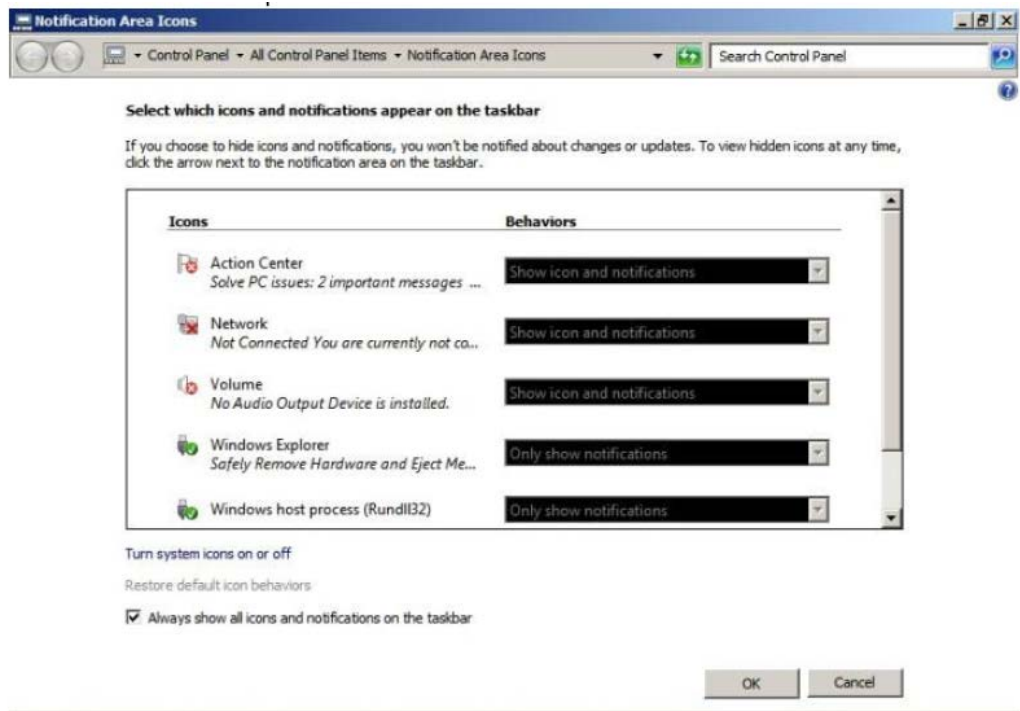 Notification Area Icons
Control Panel ▾ All Control Panel Items ▾ Notification Area Icons
Search Control Panel
Select which icons and notifications appear on the taskbar
If you choose to hide icons and notifications, you won't be notified about changes or updates. To view hidden icons at any time,
click the arrow next to the notification area on the taskbar.
Icons Behaviors
Action Center
Solve PC issues: 2 important messages ...
Show icon and notifications
Network
Not Connected You are currently not co...
Show icon and notifications
Volume
No Audio Output Device is installed.
Show icon and notifications
Windows Explorer
Safely Remove Hardware and Eject Me...
Only show notifications
Windows host process (Rundll32)
Only show notifications
Turn system icons on or off
Restore default icon behaviors
Always show all icons and notifications on the taskbar
OK Cancel